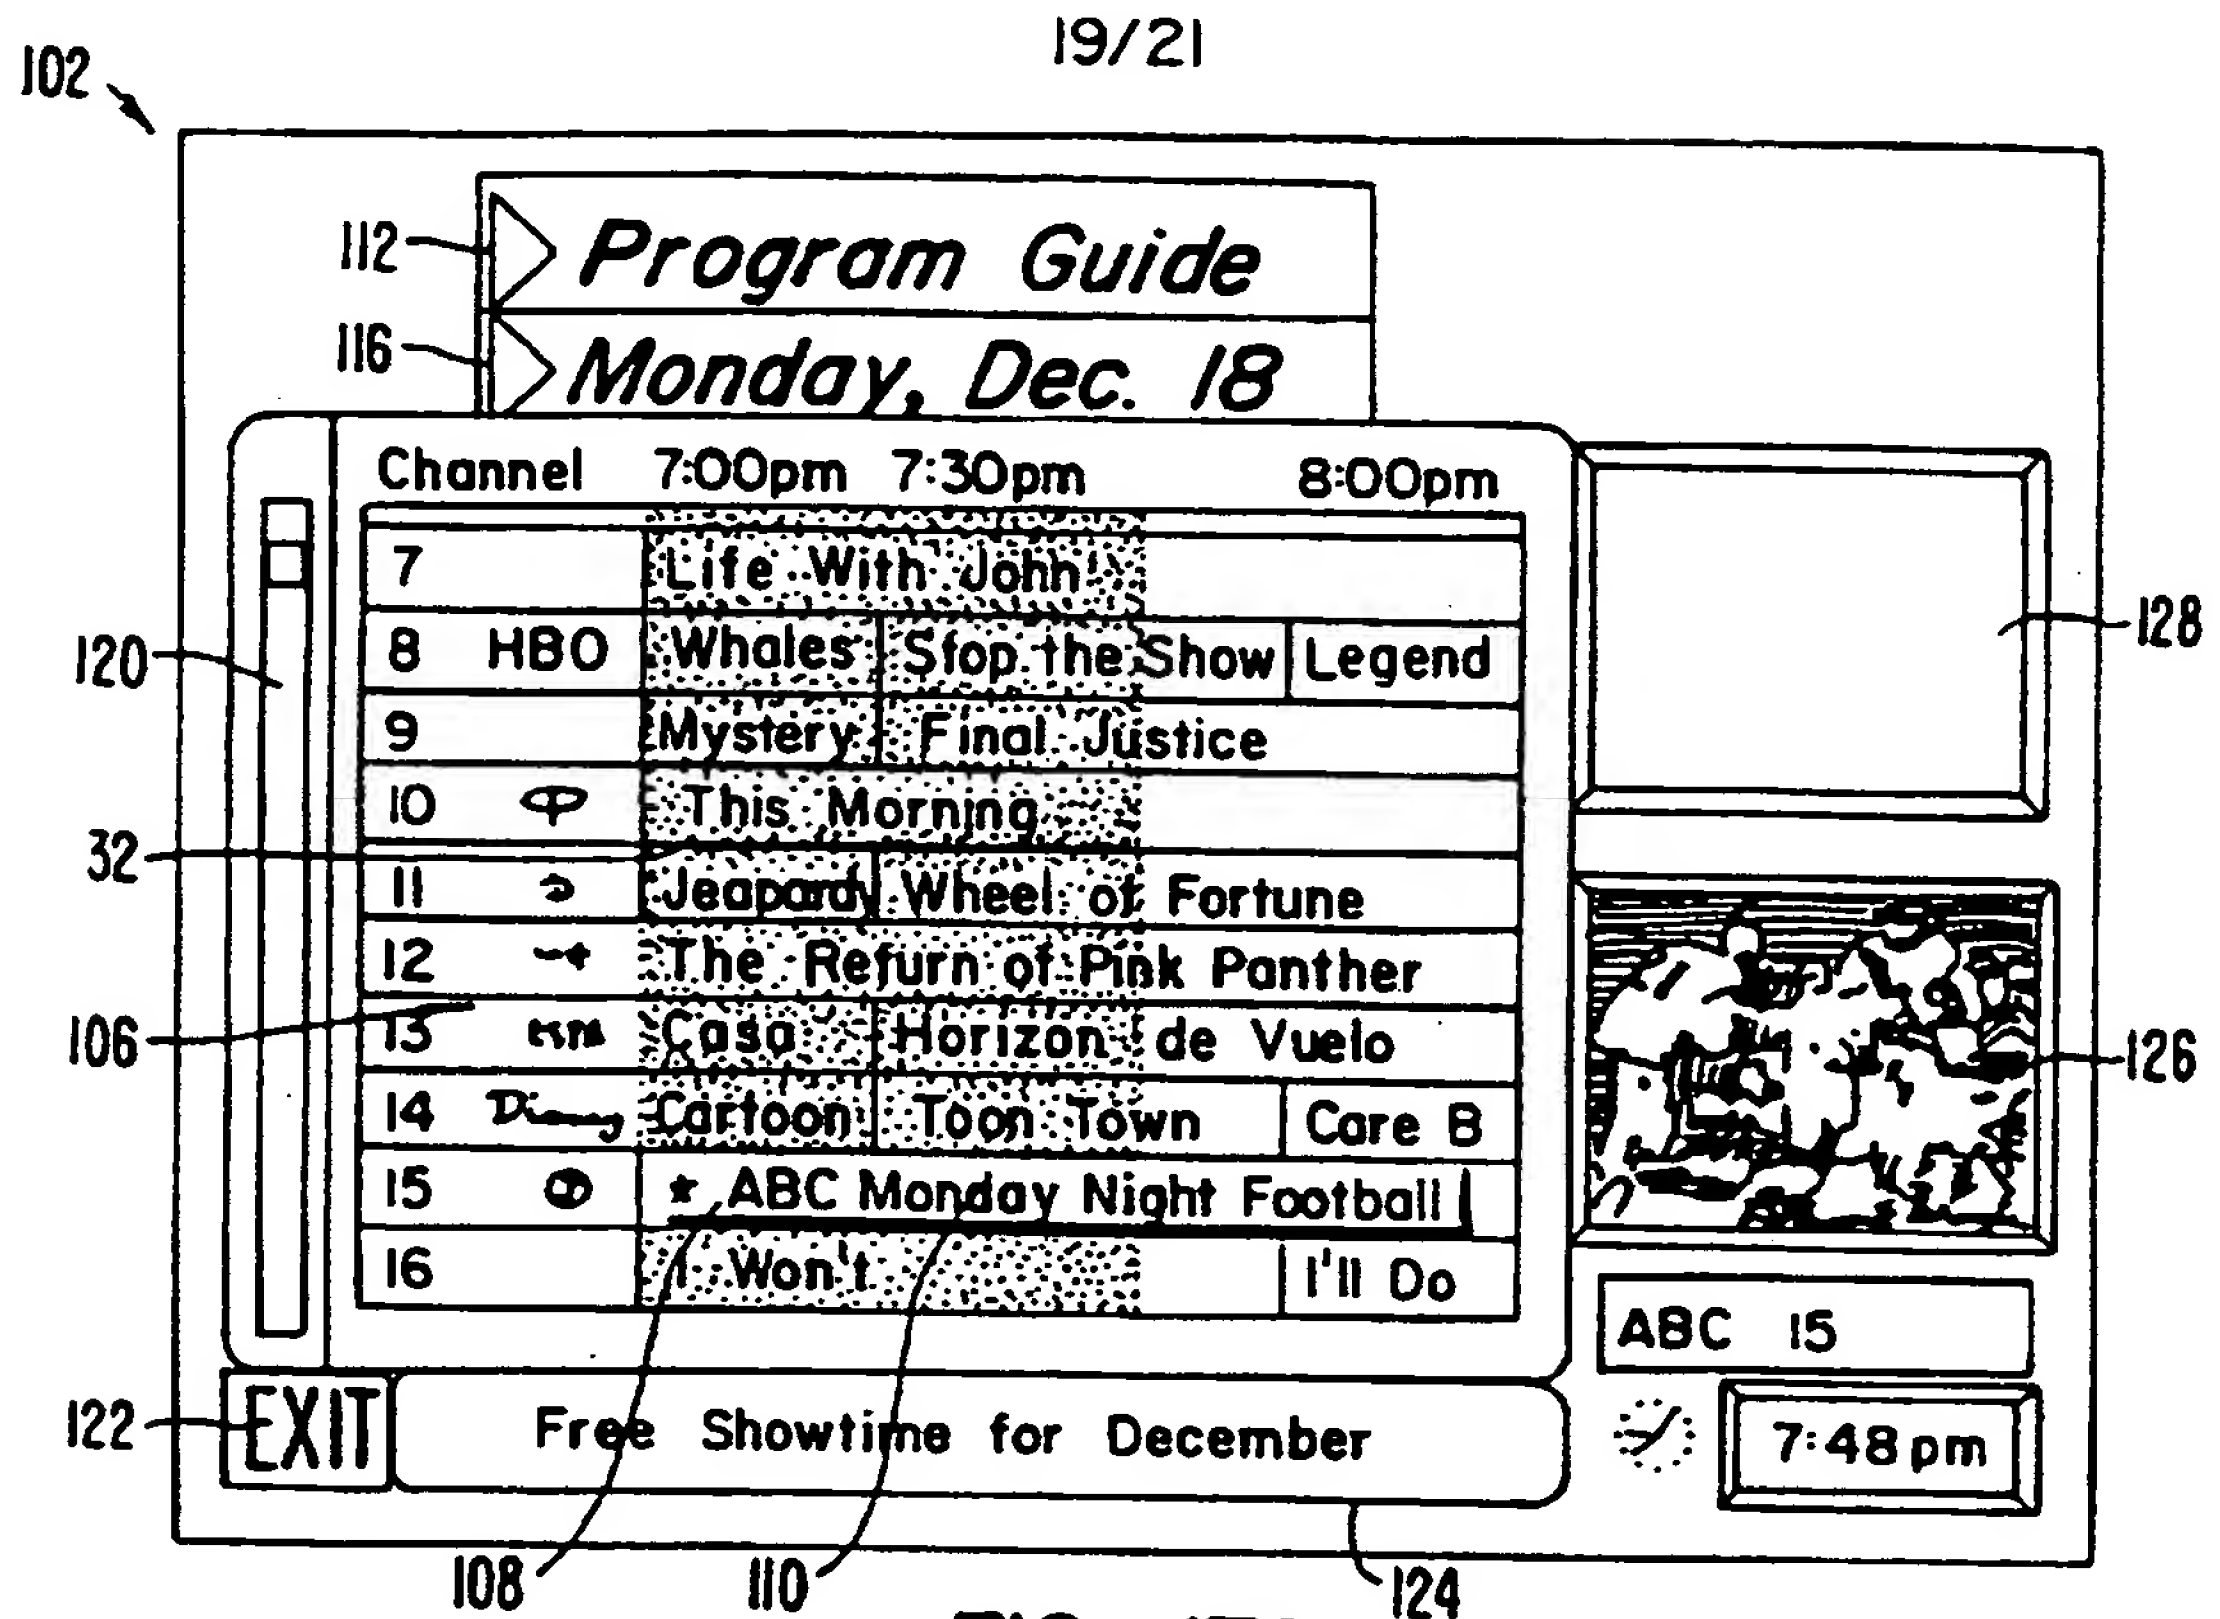 19/21
102
112 Program Guide
116 Monday, Dec. 18
Channel 7:00pm 7:30pm 8:00pm
7 Life With John
128
8 HBO Whales Stop the Show Legend
120
9 Mystery Final Justice
10 This Morning
32
11 Jeapardy Wheel of Fortune
12 The Return of Pink Panther
106
13 Casa Horizon de Vuelo
126
14 Disney Cartoon Toon Town Care B
15 * ABC Monday Night Football
16 I Won't I'll Do
ABC 15
122 EXIT Free Showtime for December 7:48pm
108 110 124